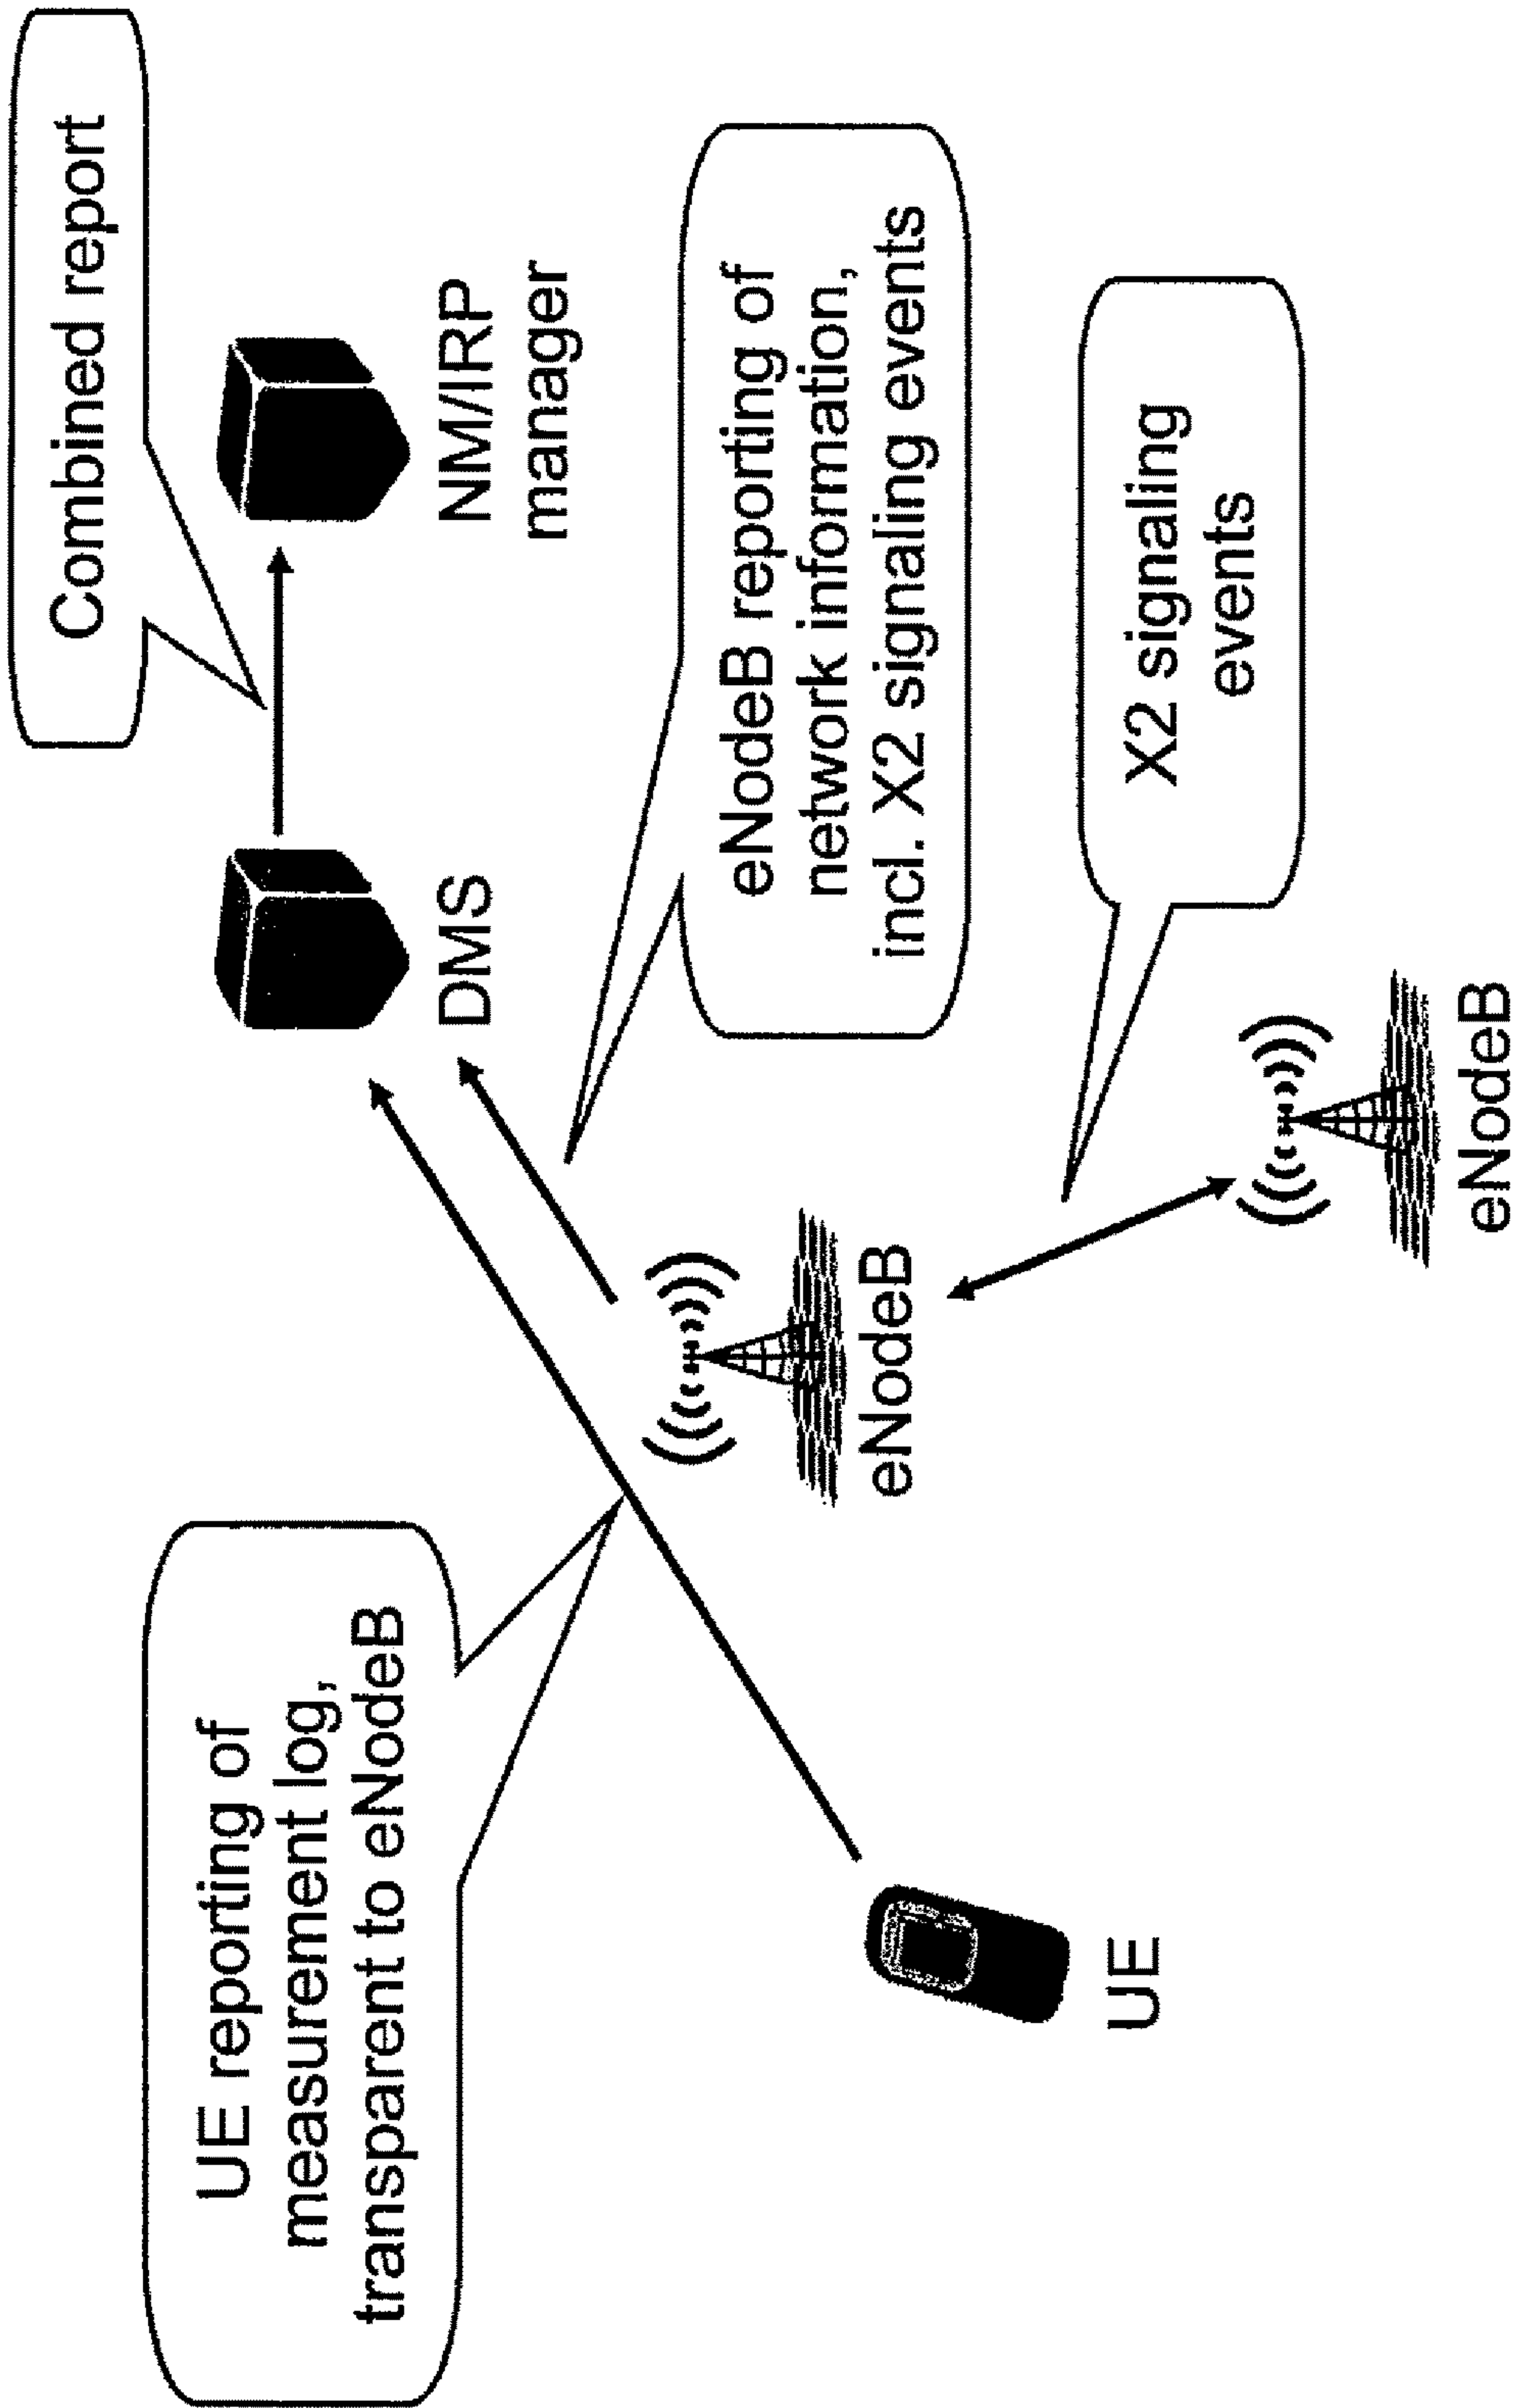 Combined report
UE reporting of
measurement log,
transparent to eNodeB
DMS
NM/IRP
manager
eNodeB reporting of
network information,
incl. X2 signaling events
eNodeB
UE
X2 signaling
events
eNodeB